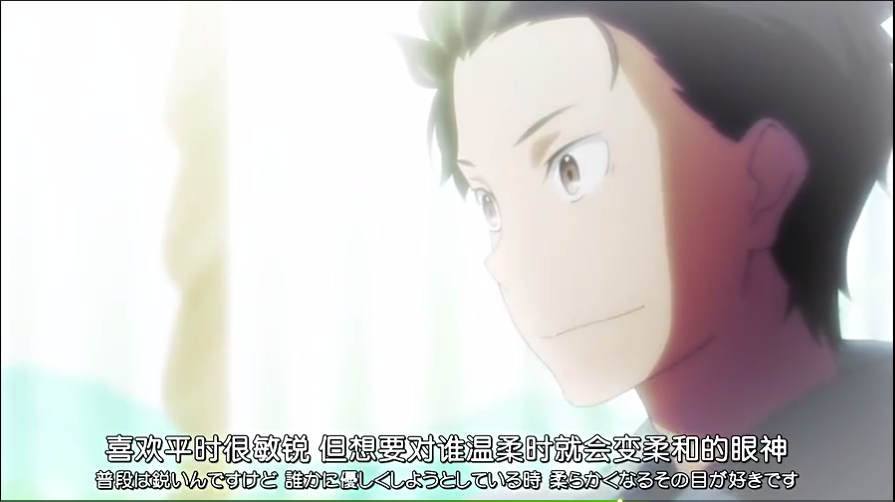 喜欢平时很敏锐 但想要对谁温柔时就会变柔和的眼神
普段は鋭いんですけど 誰かに優しくしようとしている時 柔らかくなるその目が好きです